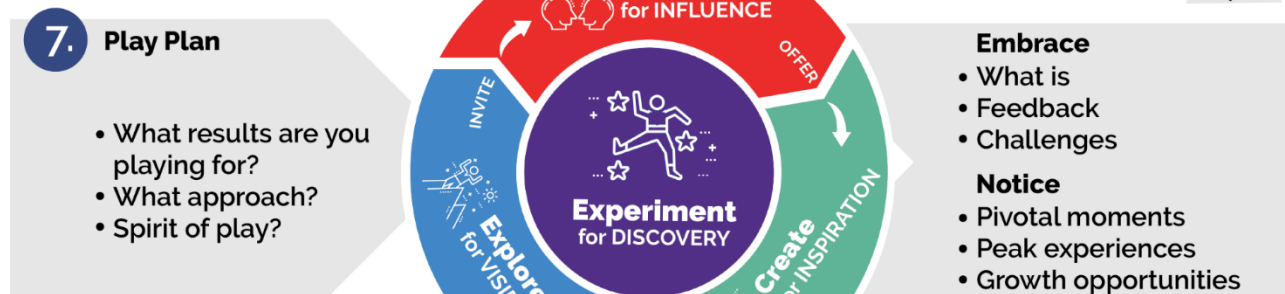 7. Play Plan
• What results are you
playing for?
• What approach?
• Spirit of play?
for INFLUENCE
INVITE
OFFER
Experiment
for DISCOVERY
Explore
for
Create
INSPIRATION
Embrace
• What is
• Feedback
• Challenges
Notice
• Pivotal moments
• Peak experiences
• Growth opportunities